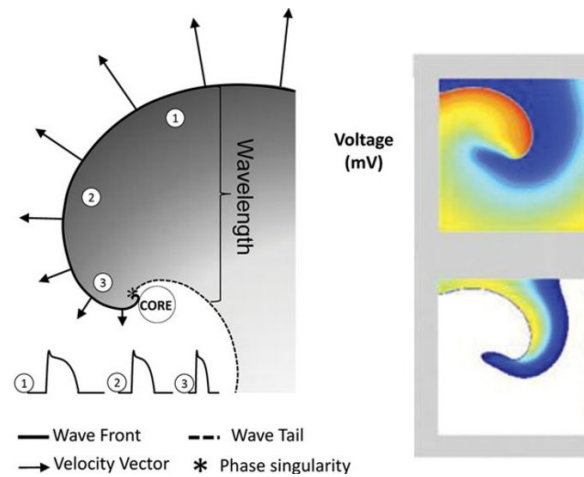 1
Wavelength
2
3
CORE
1 2 3
Wave Front Wave Tail
Velocity Vector * Phase singularity
Voltage
(mV)